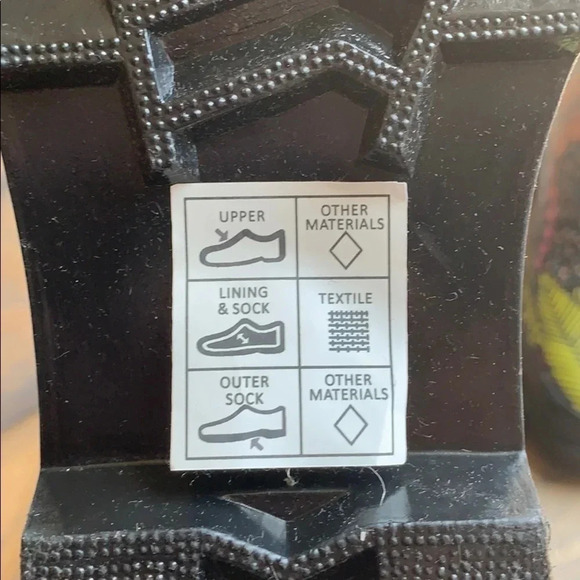 UPPER
OTHER
MATERIALS
LINING
& SOCK
TEXTILE
OUTER
SOCK
OTHER
MATERIALS